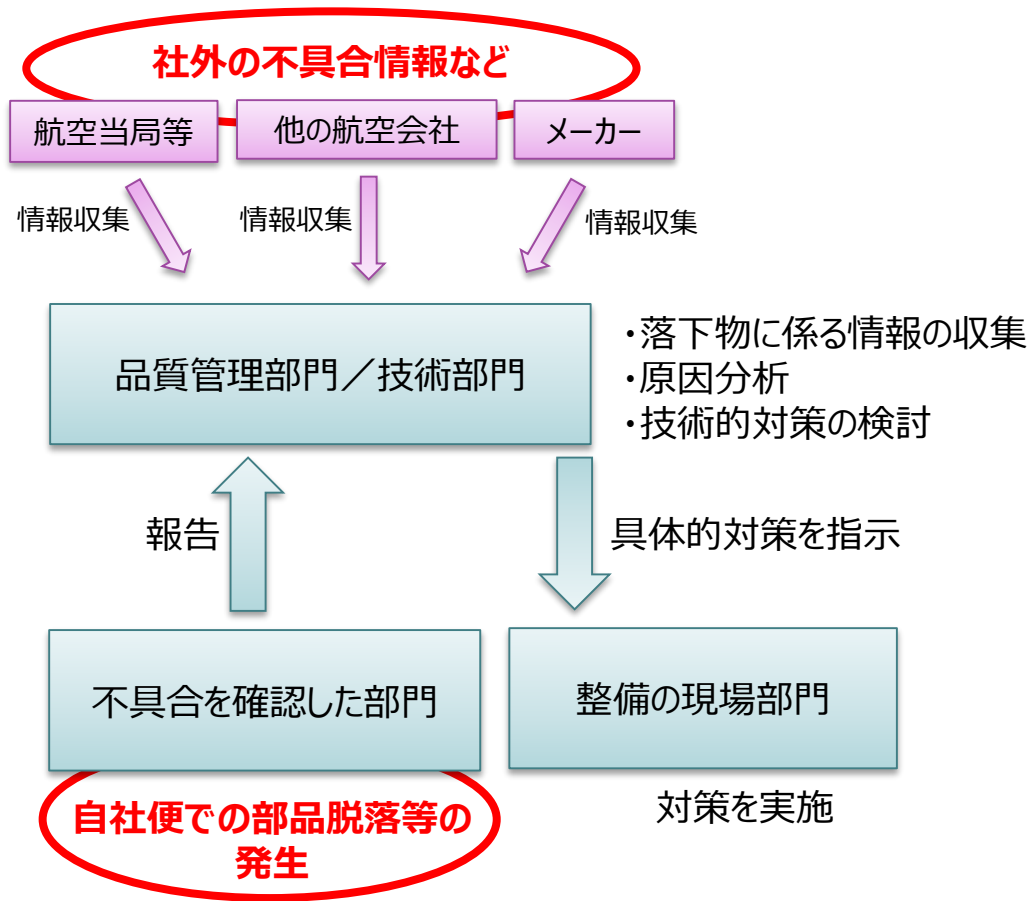 社外の不具合情報など
航空当局等
他の航空会社
メーカー
情報収集
情報収集
情報収集
品質管理部門／技術部門
・落下物に係る情報の収集
・原因分析
・技術的対策の検討
報告
具体的対策を指示
不具合を確認した部門
整備の現場部門
自社便での部品脱落等の
発生
対策を実施